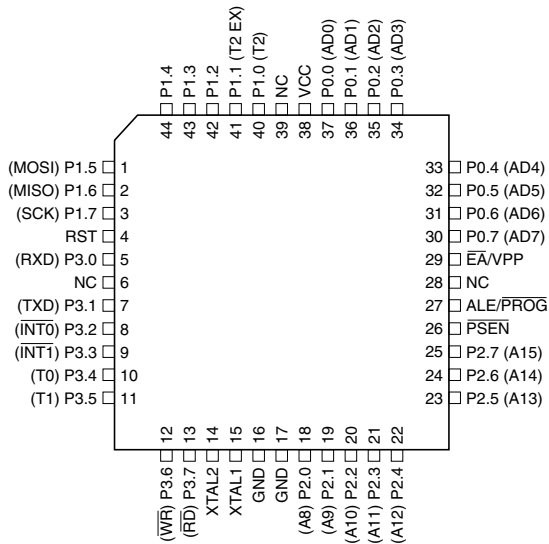 P1.4
P1.3
P1.2
P1.1 (T2 EX)
P1.0 (T2)
NC
VCC
P0.0 (AD0)
P0.1 (AD1)
P0.2 (AD2)
P0.3 (AD3)
44
43
42
41
40
39
38
37
36
35
34
(MOSI) P1.5 1
(MISO) P1.6 2
(SCK) P1.7 3
RST 4
(RXD) P3.0 5
NC 6
(TXD) P3.1 7
(I̅N̅T̅0̅) P3.2 8
(I̅N̅T̅1̅) P3.3 9
(T0) P3.4 10
(T1) P3.5 11
33 P0.4 (AD4)
32 P0.5 (AD5)
31 P0.6 (AD6)
30 P0.7 (AD7)
29 E̅A̅/VPP
28 NC
27 ALE/P̅R̅O̅G̅
26 P̅S̅E̅N̅
25 P2.7 (A15)
24 P2.6 (A14)
23 P2.5 (A13)
12
13
14
15
16
17
18
19
20
21
22
(W̅R̅) P3.6
(R̅D̅) P3.7
XTAL2
XTAL1
GND
GND
(A8) P2.0
(A9) P2.1
(A10) P2.2
(A11) P2.3
(A12) P2.4